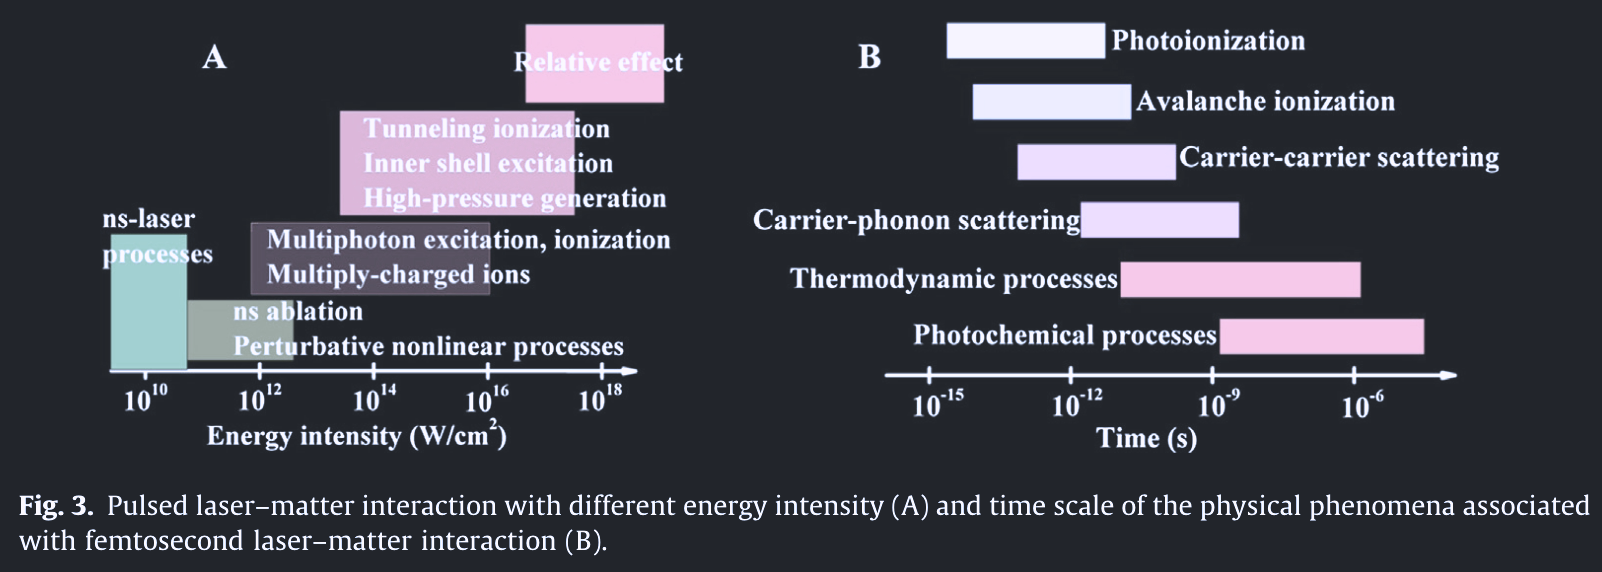 A
Relative effect
Tunneling ionization
Inner shell excitation
High-pressure generation
ns-laser
processes
Multiphoton excitation, ionization
Multiply-charged ions
ns ablation
Perturbative nonlinear processes
10^10 10^12 10^14 10^16 10^18
Energy intensity (W/cm^2)
B
Photoionization
Avalanche ionization
Carrier-carrier scattering
Carrier-phonon scattering
Thermodynamic processes
Photochemical processes
10^-15 10^-12 10^-9 10^-6
Time (s)
Fig. 3. Pulsed laser–matter interaction with different energy intensity (A) and time scale of the physical phenomena associated
with femtosecond laser–matter interaction (B).